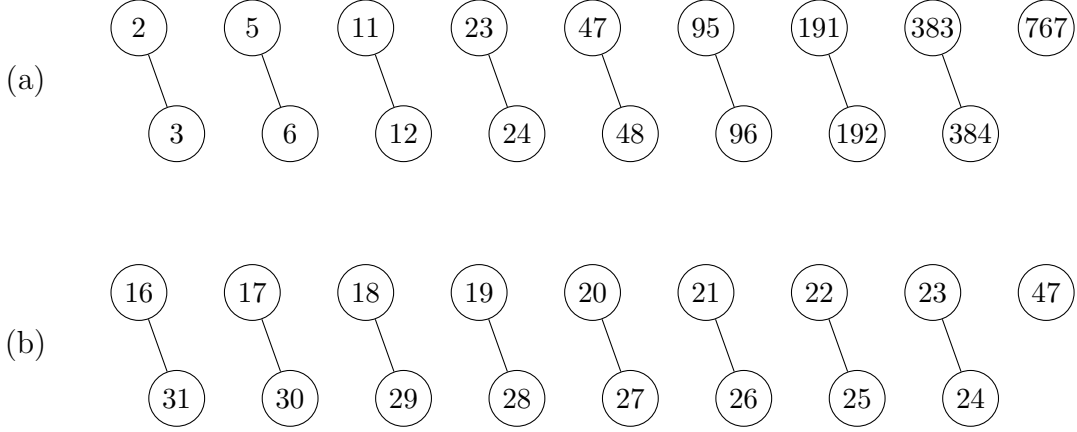 2 5 11 23 47 95 191 383 767
(a)
3 6 12 24 48 96 192 384
16 17 18 19 20 21 22 23 47
(b)
31 30 29 28 27 26 25 24